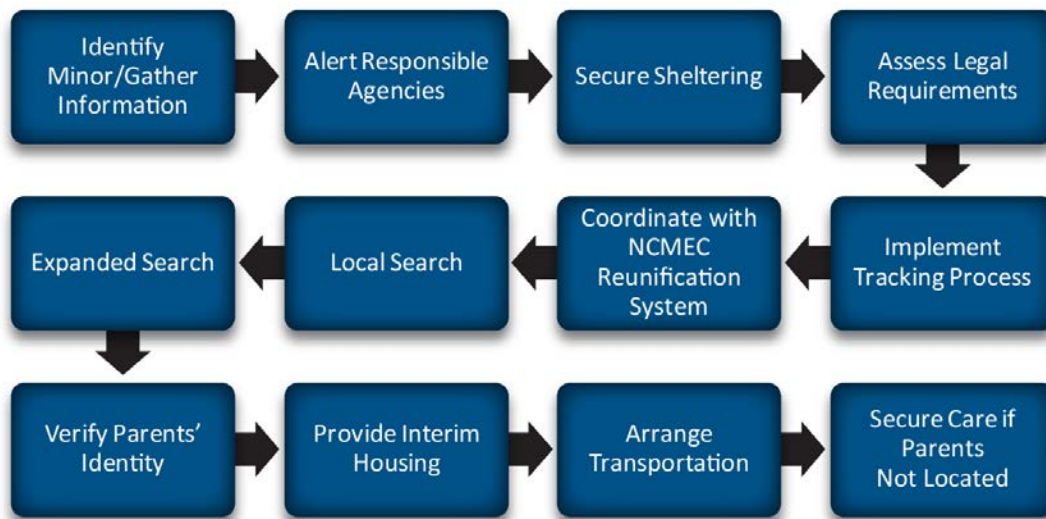 Identify
Minor/Gather
Information
Alert Responsible
Agencies
Secure Sheltering
Assess Legal
Requirements
Implement
Tracking Process
Coordinate with
NCMEC
Reunification
System
Local Search
Expanded Search
Verify Parents’
Identity
Provide Interim
Housing
Arrange
Transportation
Secure Care if
Parents
Not Located